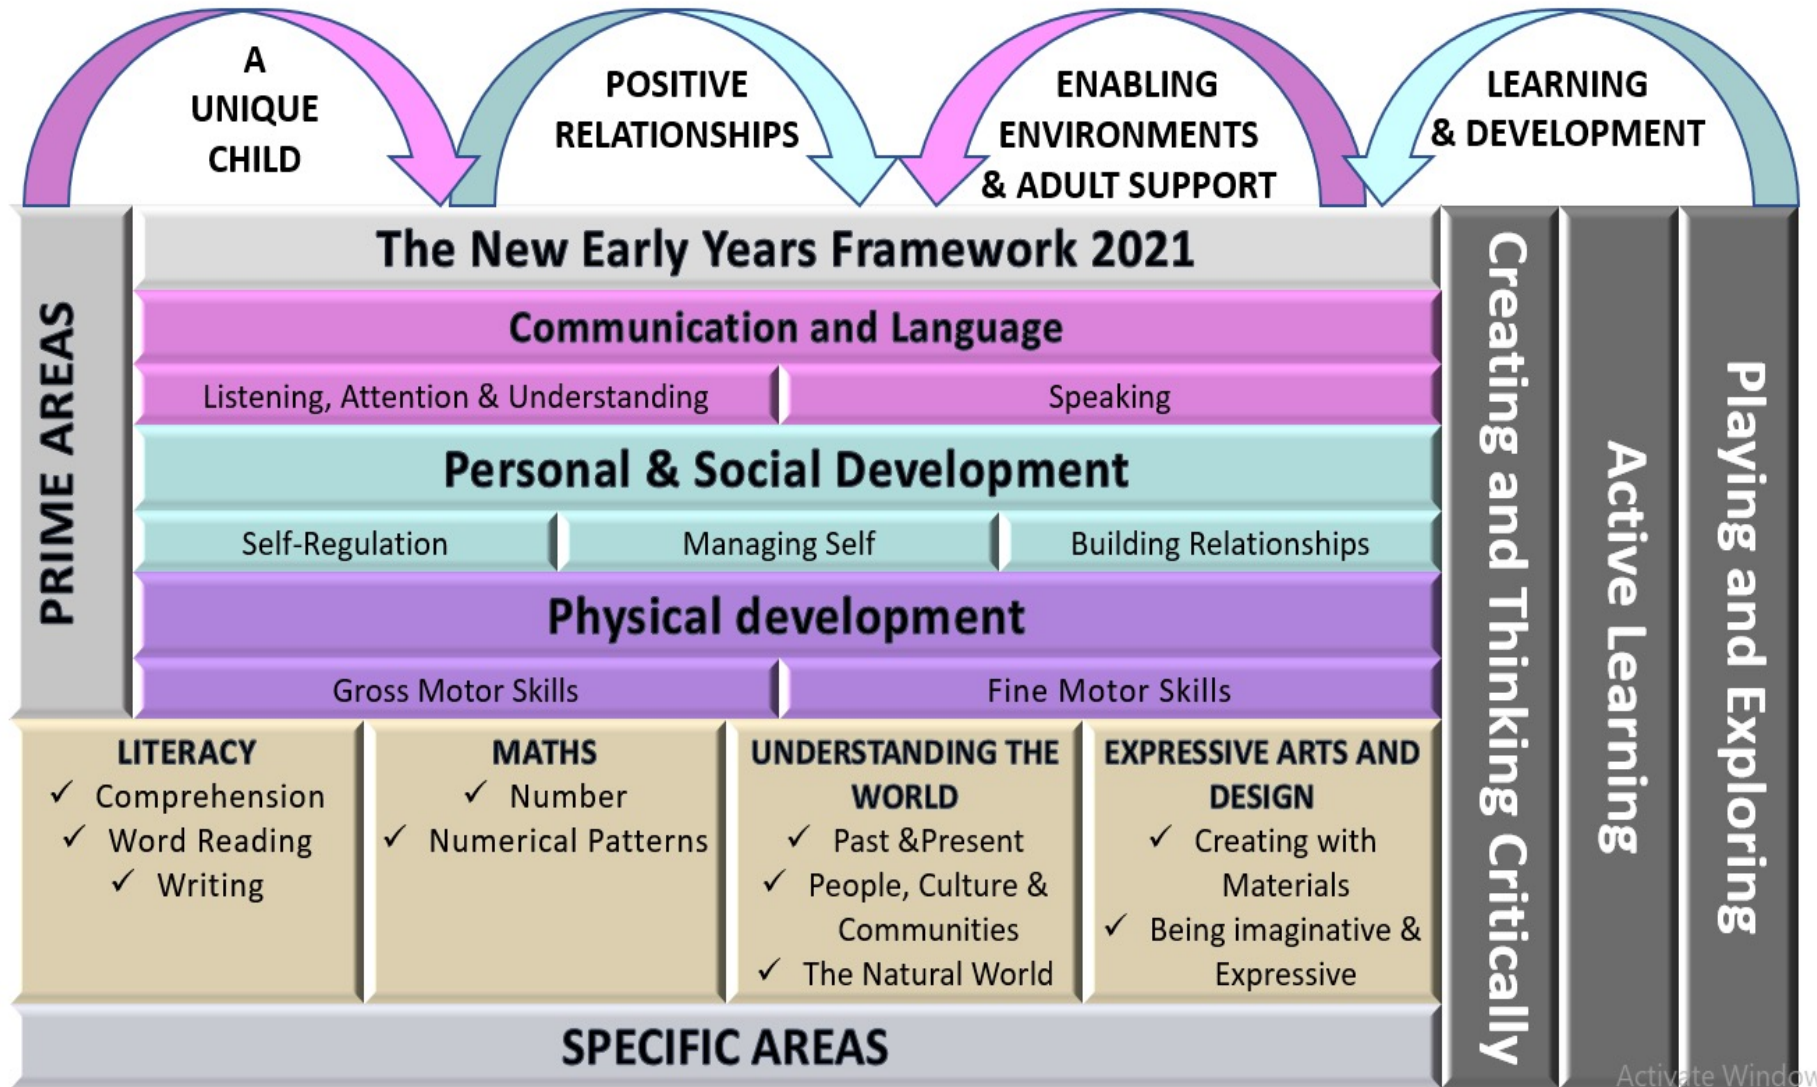 A
UNIQUE
CHILD
POSITIVE
RELATIONSHIPS
ENABLING
ENVIRONMENTS
& ADULT SUPPORT
LEARNING
& DEVELOPMENT
PRIME AREAS
The New Early Years Framework 2021
Communication and Language
Listening, Attention & Understanding
Speaking
Personal & Social Development
Self-Regulation
Managing Self
Building Relationships
Physical development
Gross Motor Skills
Fine Motor Skills
LITERACY
✓ Comprehension
✓ Word Reading
✓ Writing
MATHS
✓ Number
✓ Numerical Patterns
UNDERSTANDING THE
WORLD
✓ Past &Present
✓ People, Culture &
Communities
✓ The Natural World
EXPRESSIVE ARTS AND
DESIGN
✓ Creating with
Materials
✓ Being imaginative &
Expressive
SPECIFIC AREAS
Creating and Thinking Critically
Active Learning
Playing and Exploring
Activate Window